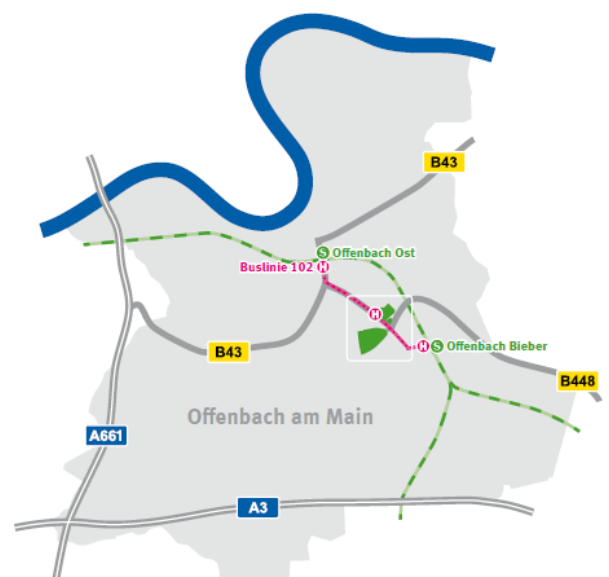 B43
S Offenbach Ost
Buslinie 102 H
H
B43
H S Offenbach Bieber
B448
Offenbach am Main
A661
A3